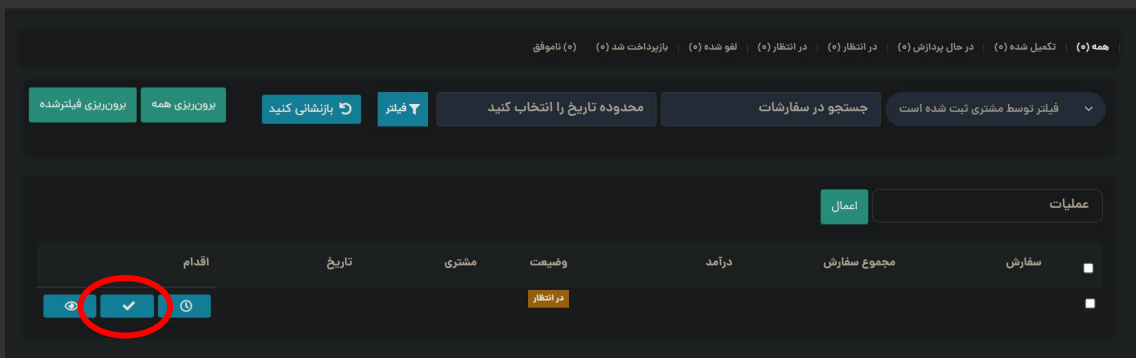 همه (۰) | تکمیل شده (۰) | در حال پردازش (۰) | در انتظار (۰) | در انتظار (۰) | لغو شده (۰) | بازپرداخت شد (۰) (۰) ناموفق
فیلتر توسط مشتری ثبت شده است جستجو در سفارشات محدوده تاریخ را انتخاب کنید فیلتر بازنشانی کنید برون‌ریزی همه برون‌ریزی فیلترشده
عملیات اعمال
سفارش مجموع سفارش درآمد وضیعت مشتری تاریخ اقدام
در انتظار